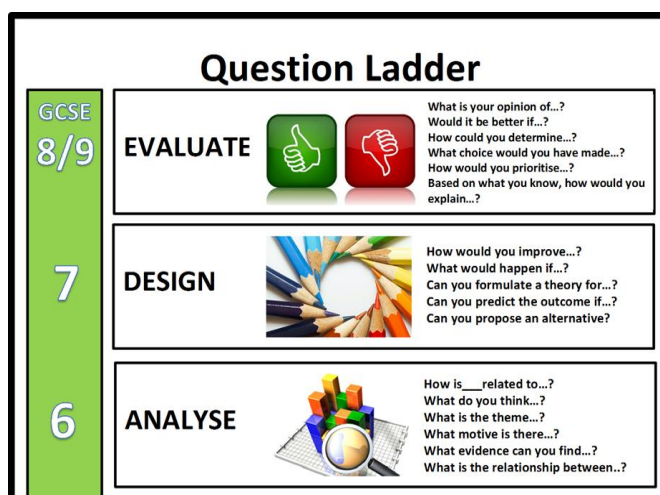 Question Ladder
GCSE
8/9
EVALUATE
What is your opinion of...?
Would it be better if...?
How could you determine...?
What choice would you have made...?
How would you prioritise...?
Based on what you know, how would you
explain...?
7
DESIGN
How would you improve...?
What would happen if...?
Can you formulate a theory for...?
Can you predict the outcome if...?
Can you propose an alternative?
6
ANALYSE
How is___related to...?
What do you think...?
What is the theme...?
What motive is there...?
What evidence can you find...?
What is the relationship between..?